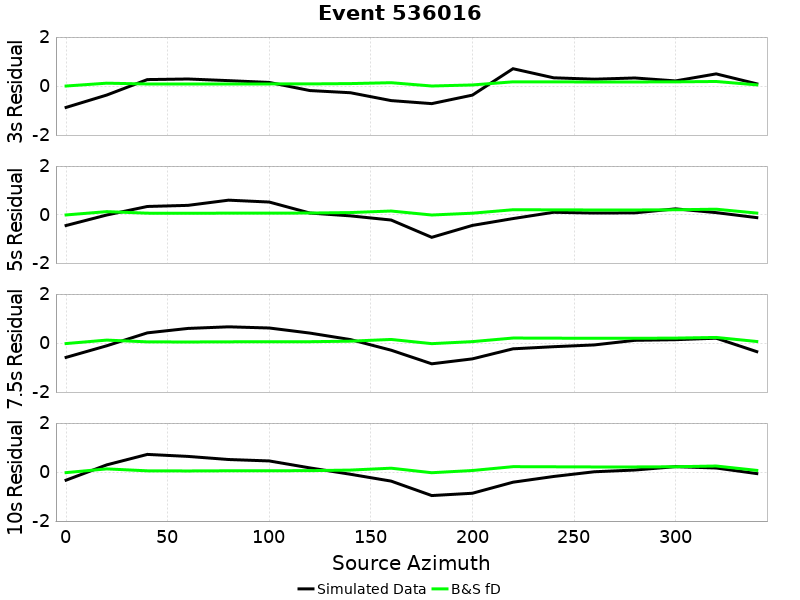 Event 536016
3s Residual
2
0
-2
5s Residual
2
0
-2
7.5s Residual
2
0
-2
10s Residual
2
0
-2
0 50 100 150 200 250 300
Source Azimuth
Simulated Data B&S fD